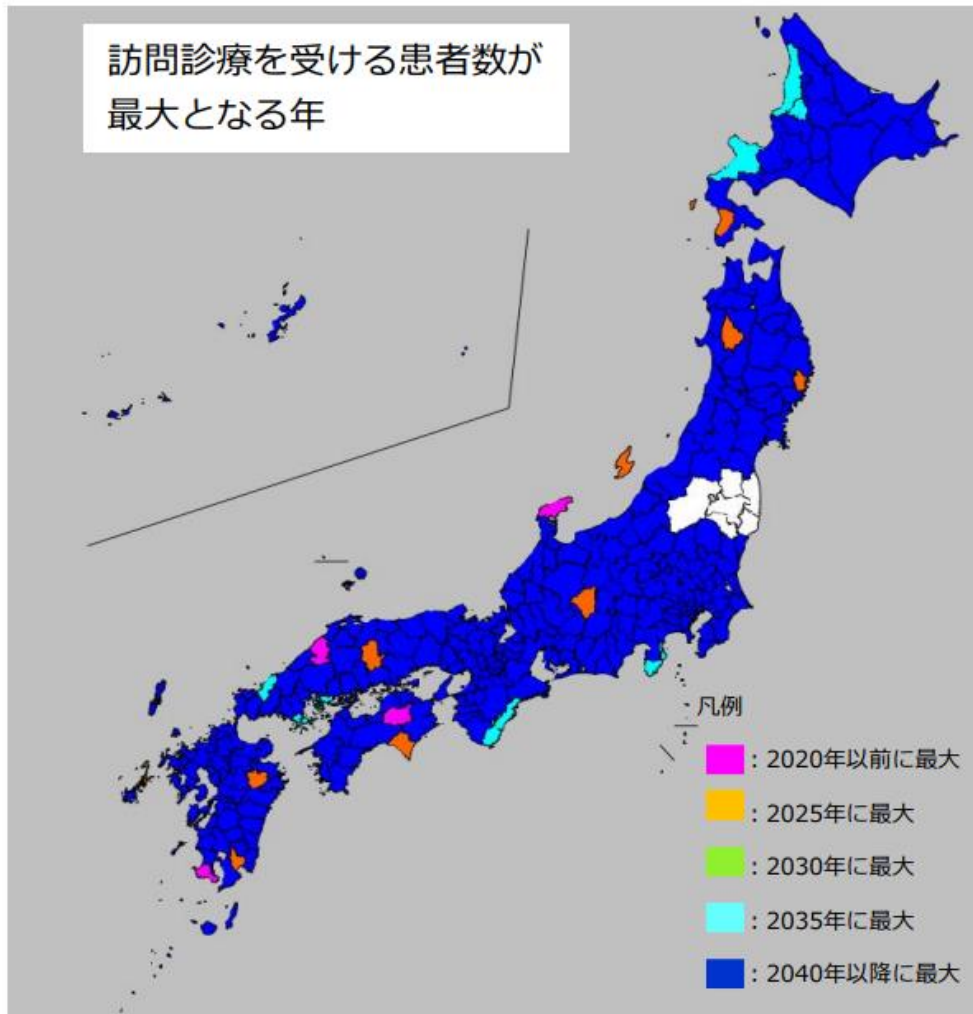 訪問診療を受ける患者数が
最大となる年
凡例
：2020年以前に最大
：2025年に最大
：2030年に最大
：2035年に最大
：2040年以降に最大